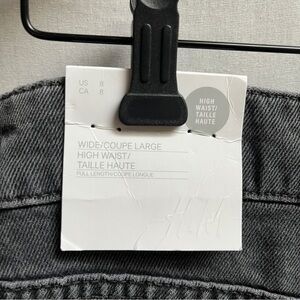 US 8
CA 8
HIGH
WAIST/
TAILLE
HAUTE
WIDE/COUPE LARGE
HIGH WAIST/
TAILLE HAUTE
FULL LENGTH/COUPE LONGUE
H&M